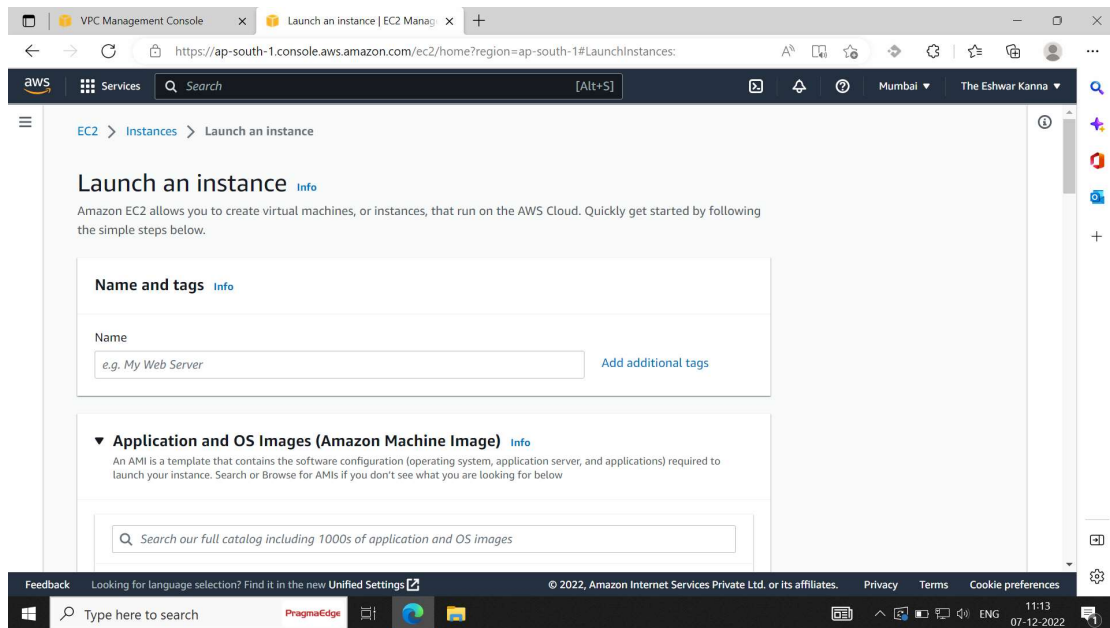 VPC Management Console
Launch an instance | EC2 Manag
https://ap-south-1.console.aws.amazon.com/ec2/home?region=ap-south-1#LaunchInstances:
aws
Services
Search
[Alt+S]
Mumbai ▼
The Eshwar Kanna ▼
EC2 > Instances > Launch an instance
Launch an instance Info
Amazon EC2 allows you to create virtual machines, or instances, that run on the AWS Cloud. Quickly get started by following
the simple steps below.
Name and tags Info
Name
e.g. My Web Server
Add additional tags
▼ Application and OS Images (Amazon Machine Image) Info
An AMI is a template that contains the software configuration (operating system, application server, and applications) required to
launch your instance. Search or Browse for AMIs if you don't see what you are looking for below
Search our full catalog including 1000s of application and OS images
Feedback
Looking for language selection? Find it in the new Unified Settings
© 2022, Amazon Internet Services Private Ltd. or its affiliates.
Privacy
Terms
Cookie preferences
Type here to search
PragmaEdge
ENG
11:13
07-12-2022
1